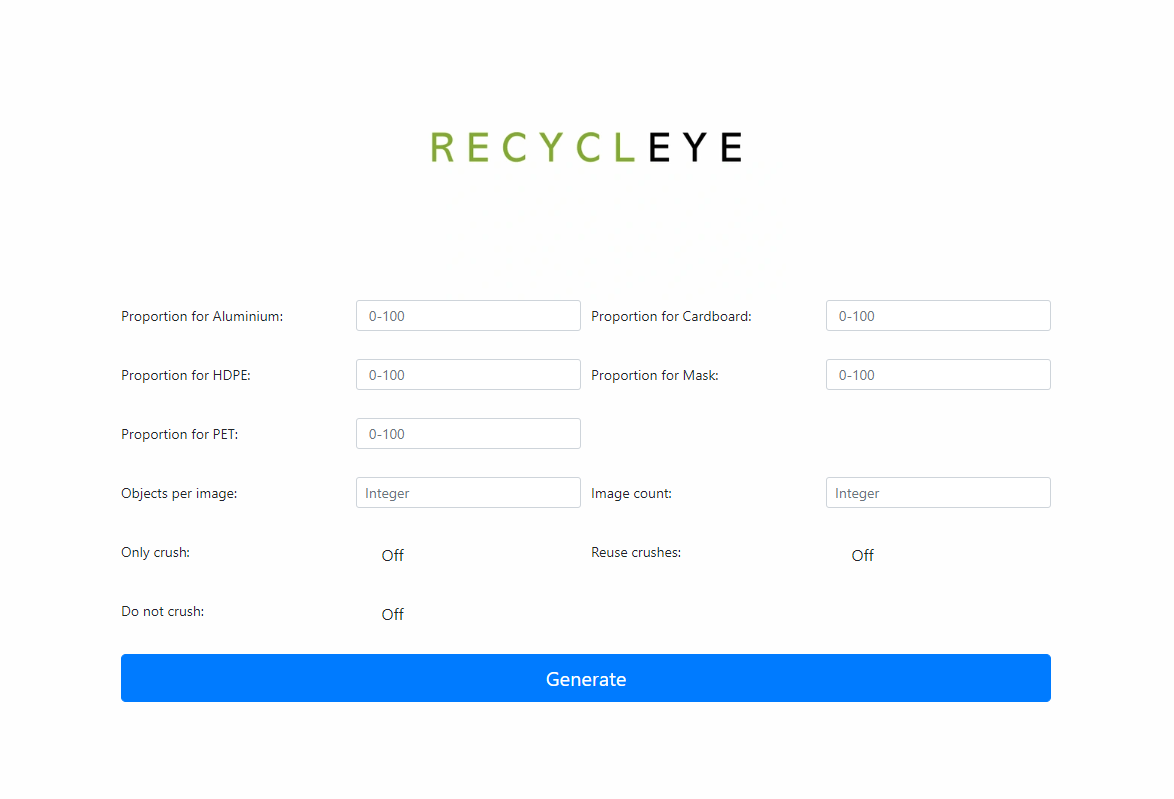 RECYCLEYE
Proportion for Aluminium: 0-100 Proportion for Cardboard: 0-100
Proportion for HDPE: 0-100 Proportion for Mask: 0-100
Proportion for PET: 0-100
Objects per image: Integer Image count: Integer
Only crush: Off Reuse crushes: Off
Do not crush: Off
Generate